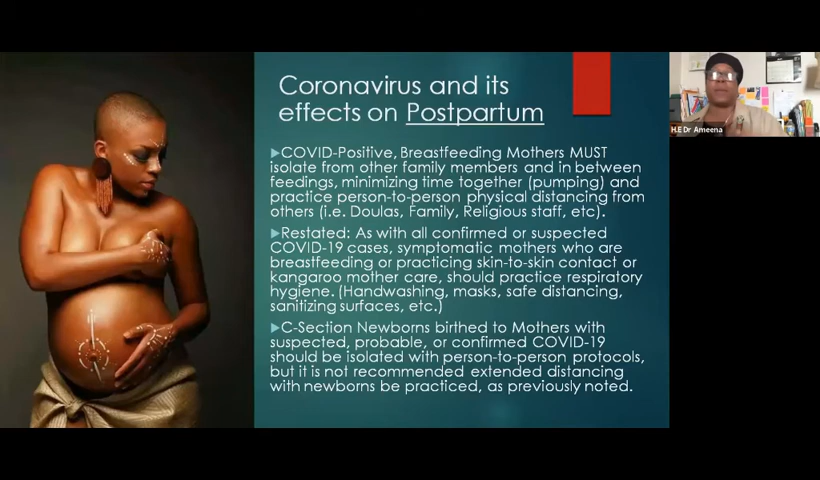 Coronavirus and its
effects on Postpartum
COVID-Positive, Breastfeeding Mothers MUST
isolate from other family members and in between
feedings, minimizing time together (pumping) and
practice person-to-person physical distancing from
others (i.e. Doulas, Family, Religious staff, etc).
Restated: As with all confirmed or suspected
COVID-19 cases, symptomatic mothers who are
breastfeeding or practicing skin-to-skin contact or
kangaroo mother care, should practice respiratory
hygiene. (Handwashing, masks, safe distancing,
sanitizing surfaces, etc.)
C-Section Newborns birthed to Mothers with
suspected, probable, or confirmed COVID-19
should be isolated with person-to-person protocols,
but it is not recommended extended distancing
with newborns be practiced, as previously noted.
H.E Dr Ameena